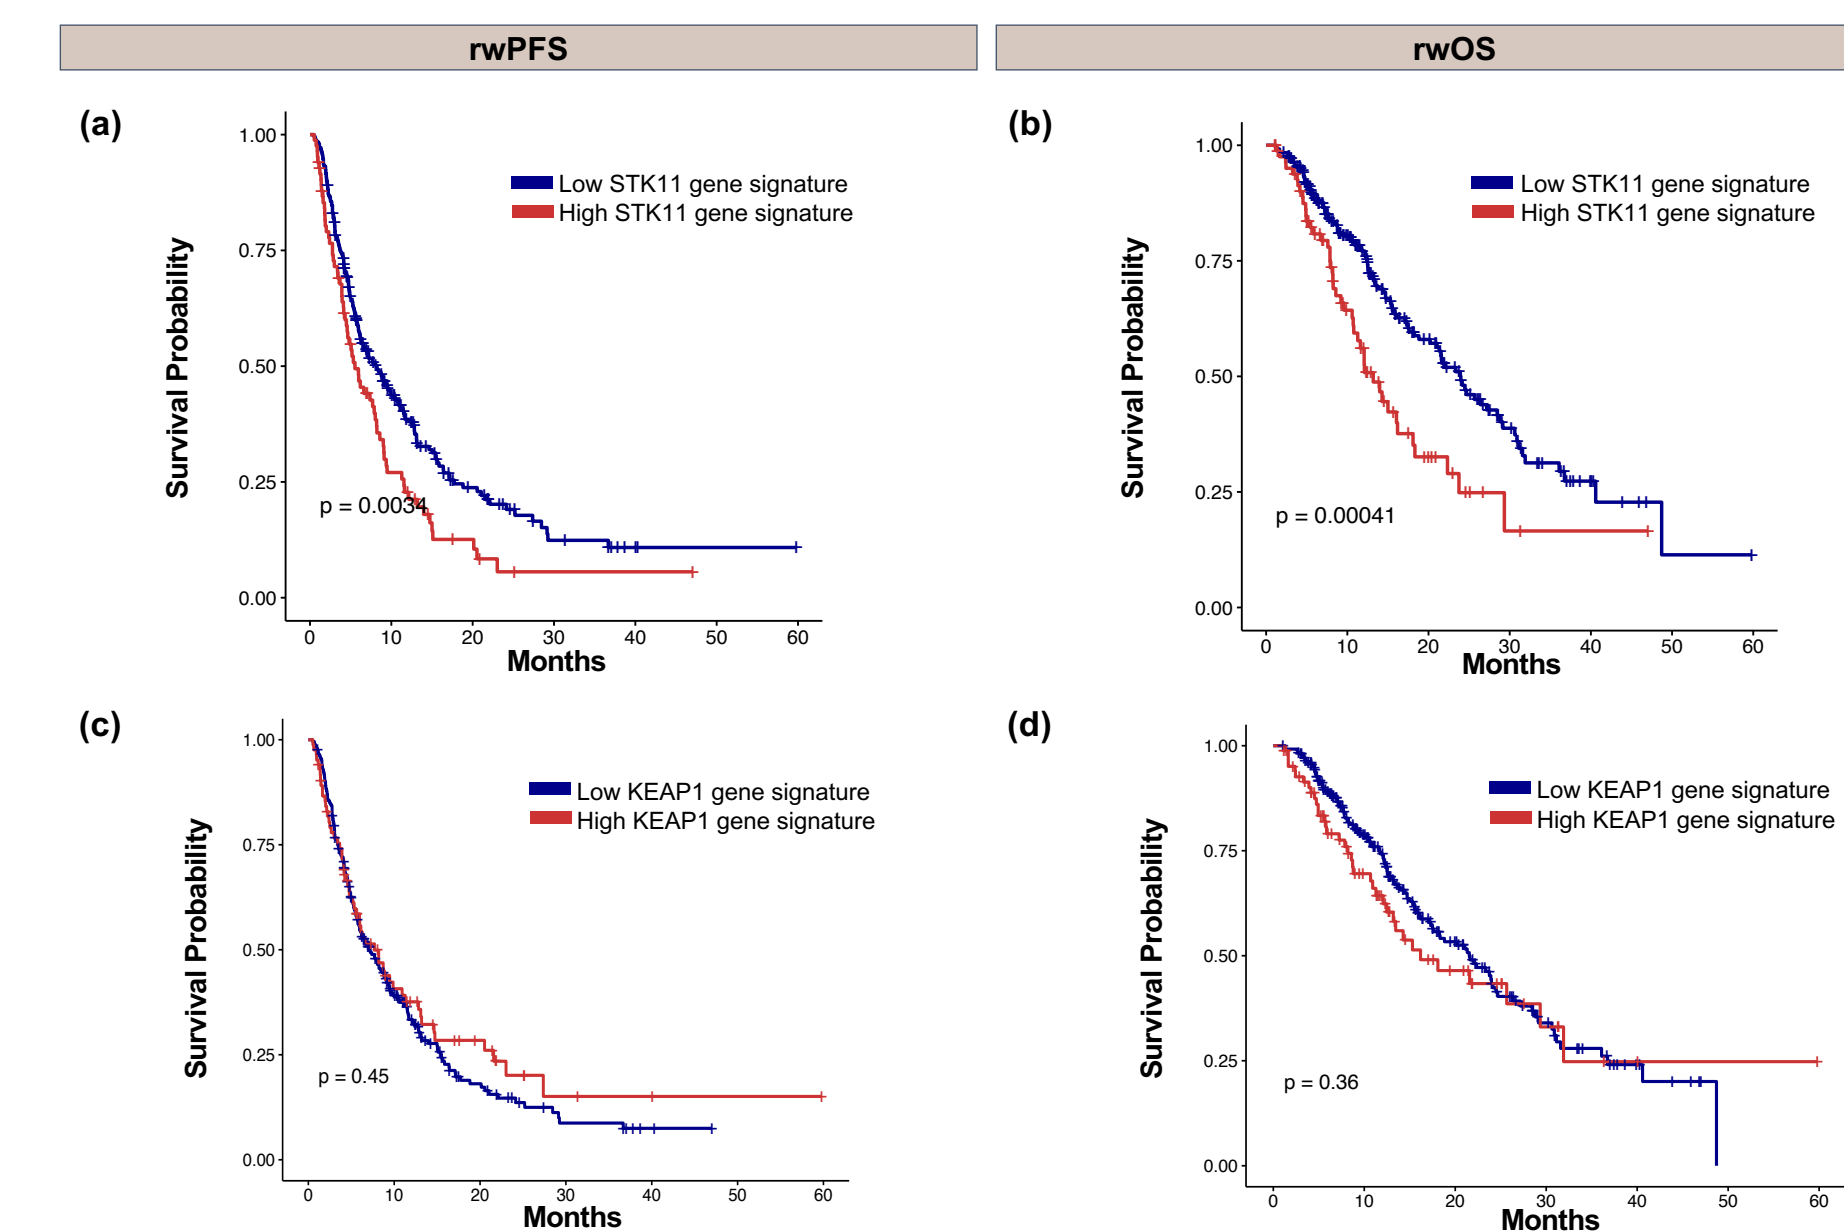 rwPFS
rwOS
(a)
1.00
0.75
0.50
0.25
0.00
Survival Probability
Low STK11 gene signature
High STK11 gene signature
p = 0.0034
0 10 20 30 40 50 60
Months
(b)
1.00
0.75
0.50
0.25
0.00
Survival Probability
Low STK11 gene signature
High STK11 gene signature
p = 0.00041
0 10 20 30 40 50 60
Months
(c)
1.00
0.75
0.50
0.25
0.00
Survival Probability
Low KEAP1 gene signature
High KEAP1 gene signature
p = 0.45
0 10 20 30 40 50 60
Months
(d)
1.00
0.75
0.50
0.25
0.00
Survival Probability
Low KEAP1 gene signature
High KEAP1 gene signature
p = 0.36
0 10 20 30 40 50 60
Months